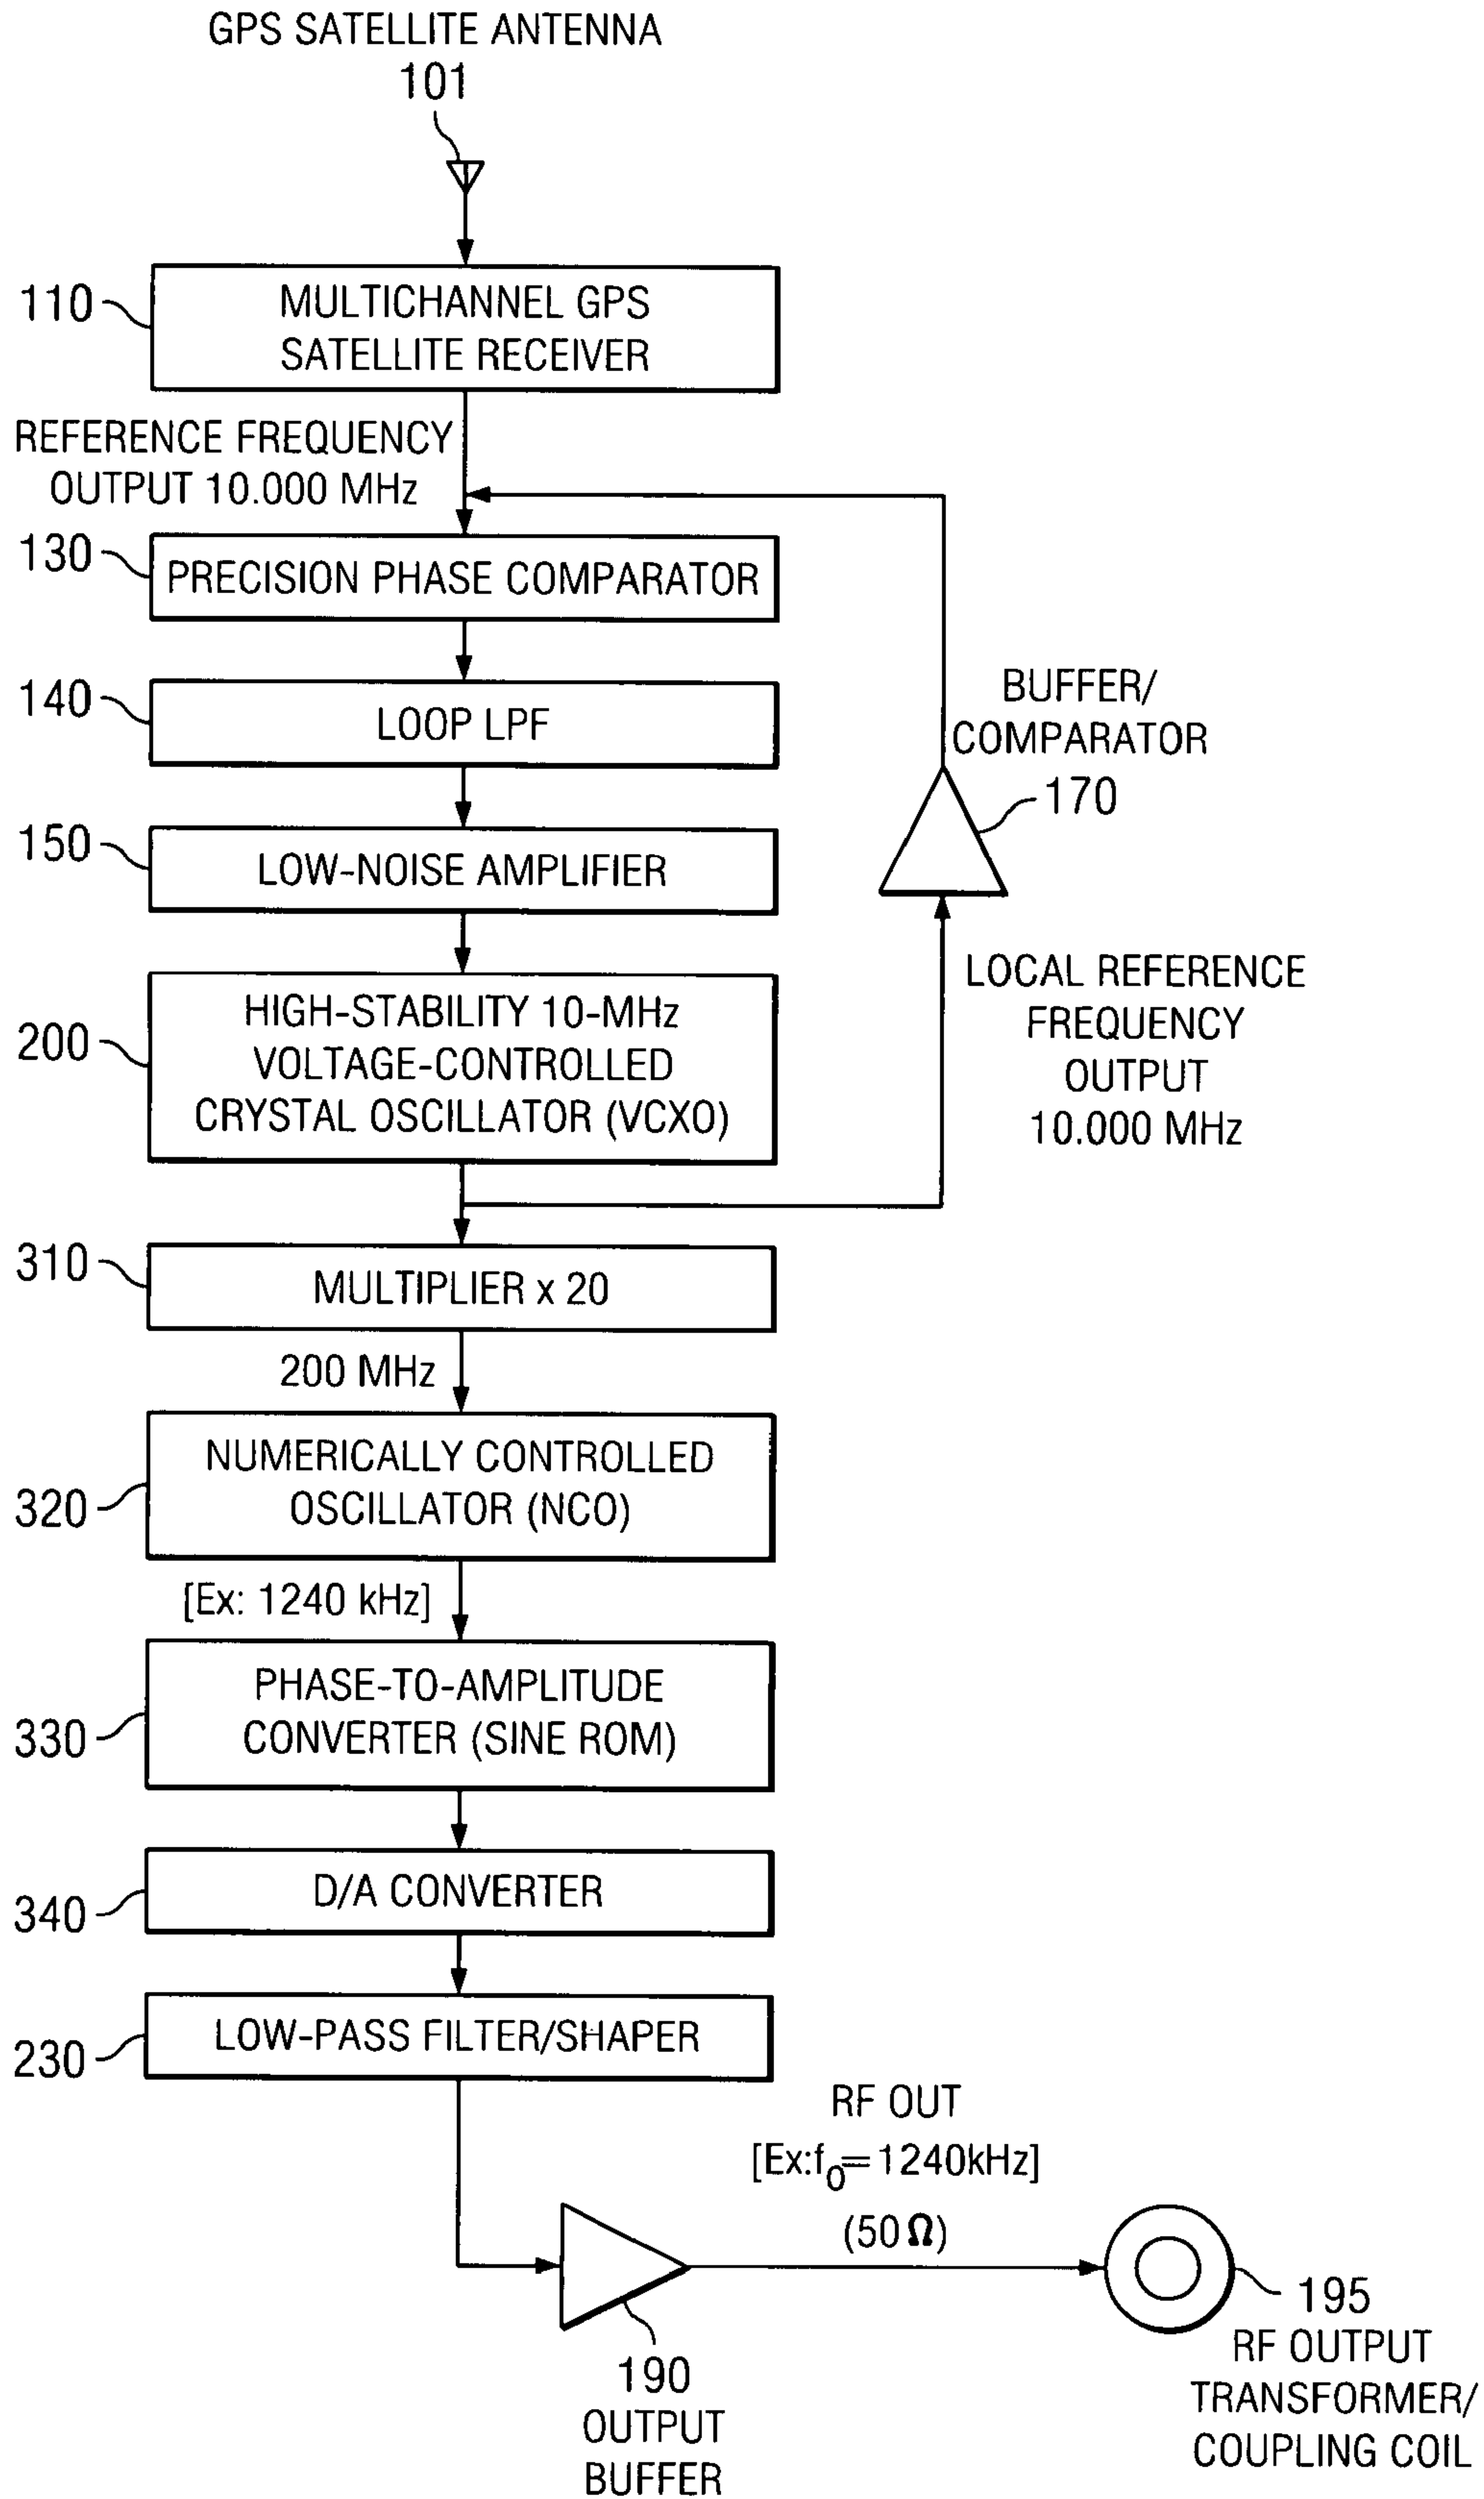 GPS SATELLITE ANTENNA
101
110
MULTICHANNEL GPS
SATELLITE RECEIVER
REFERENCE FREQUENCY
OUTPUT 10.000 MHz
130
PRECISION PHASE COMPARATOR
140
LOOP LPF
BUFFER/
COMPARATOR
170
150
LOW-NOISE AMPLIFIER
200
HIGH-STABILITY 10-MHz
VOLTAGE-CONTROLLED
CRYSTAL OSCILLATOR (VCXO)
LOCAL REFERENCE
FREQUENCY
OUTPUT
10.000 MHz
310
MULTIPLIER x 20
200 MHz
320
NUMERICALLY CONTROLLED
OSCILLATOR (NCO)
[Ex: 1240 kHz]
330
PHASE-TO-AMPLITUDE
CONVERTER (SINE ROM)
340
D/A CONVERTER
230
LOW-PASS FILTER/SHAPER
RF OUT
[Ex:f0=1240kHz]
(50Ω)
190
OUTPUT
BUFFER
195
RF OUTPUT
TRANSFORMER/
COUPLING COIL